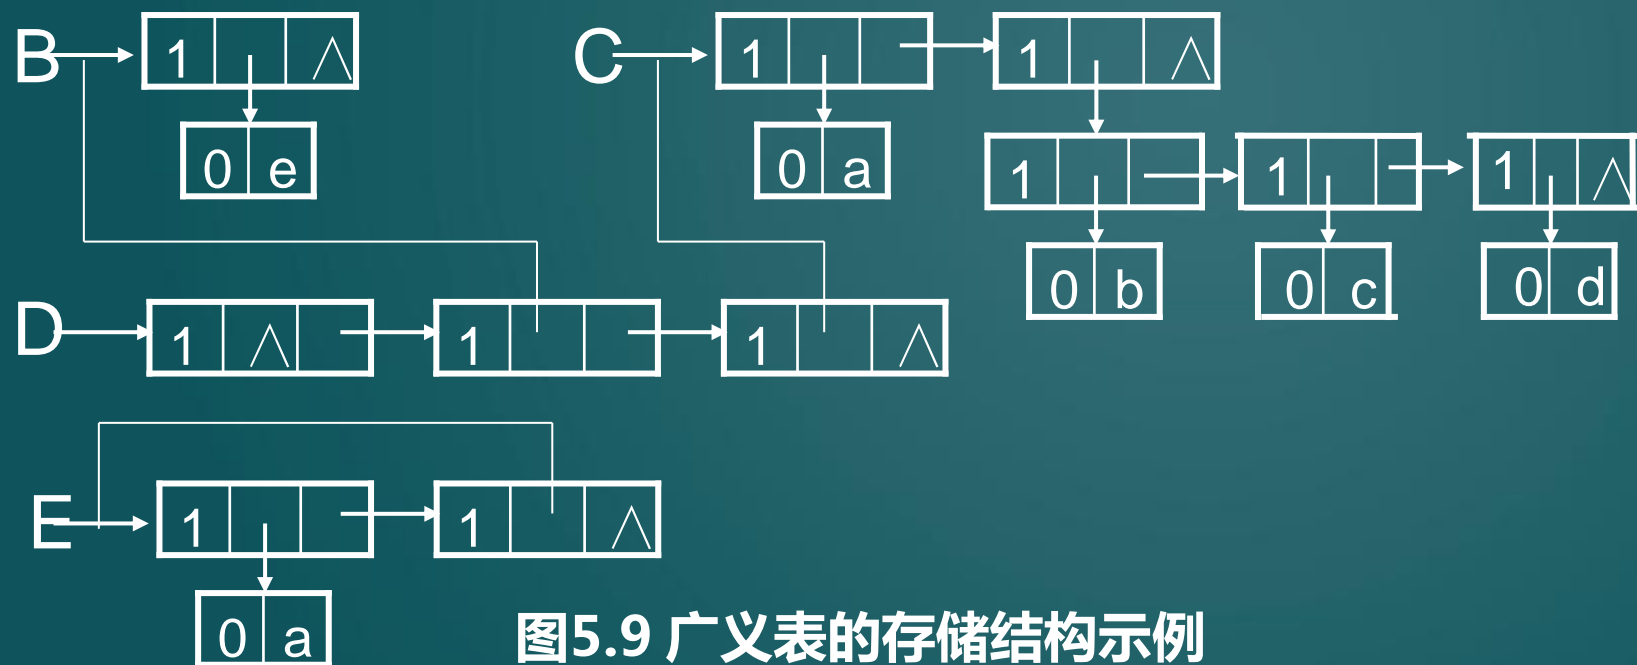 B 1 ∧ C 1 1 ∧
0 e 0 a 1 1 1 ∧
0 b 0 c 0 d
D 1 ∧ 1 1 ∧
E 1 1 ∧
0 a
图5.9 广义表的存储结构示例